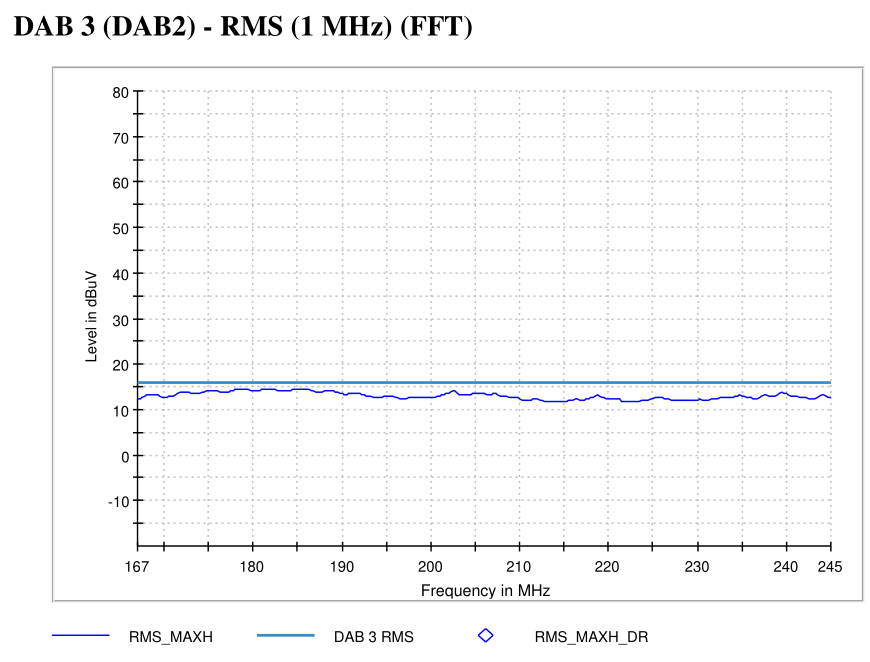 DAB 3 (DAB2) - RMS (1 MHz) (FFT)
80
70
60
50
40
30
20
10
0
-10
Level in dBuV
167 180 190 200 210 220 230 240 245
Frequency in MHz
RMS_MAXH DAB 3 RMS RMS_MAXH_DR